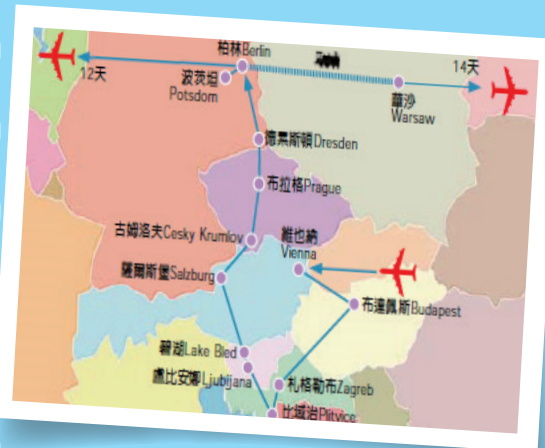 柏林Berlin
波茨坦
Potsdom
12天
14天
華沙
Warsaw
德累斯頓Dresden
布拉格Prague
古姆洛夫Cesky Krumlov
維也納
Vienna
薩爾斯堡Salzburg
布達佩斯Budapest
碧湖Lake Bled
盧比安娜Ljubijana
札格勒布Zagreb
比域治Plitvice